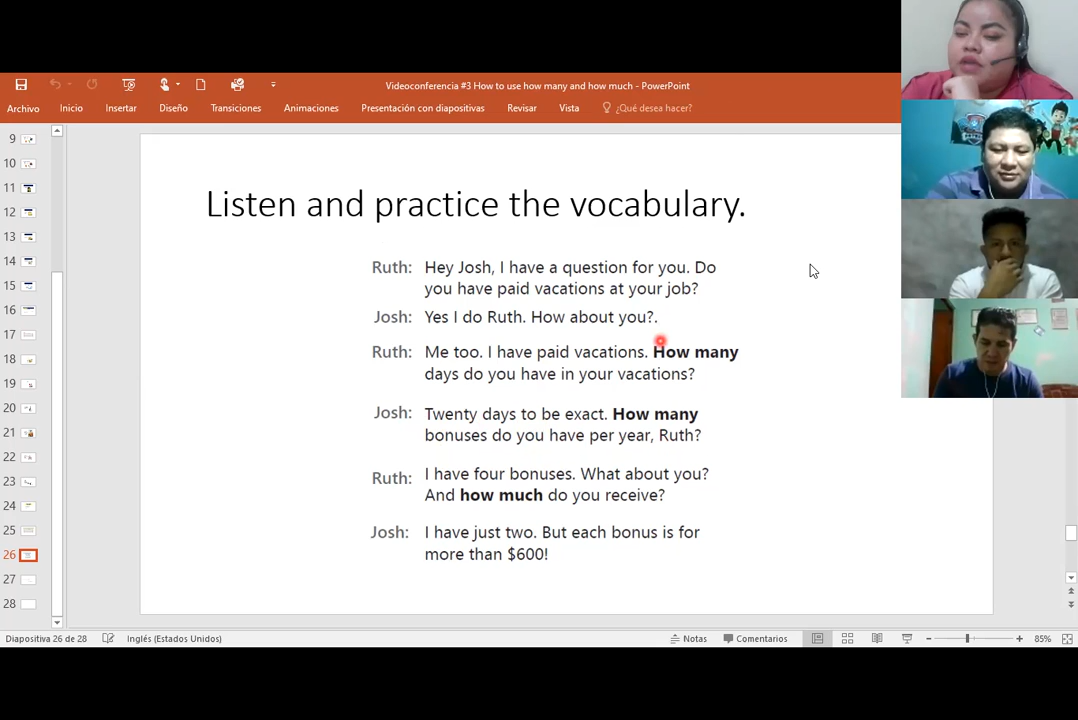 Videoconferencia #3 How to use how many and how much - PowerPoint
Archivo Inicio Insertar Diseño Transiciones Animaciones Presentación con diapositivas Revisar Vista ¿Qué desea hacer?
9
10
11
12
13
14
15
16
17
18
19
20
21
22
23
24
25
26
27
28
Listen and practice the vocabulary.
Ruth: Hey Josh, I have a question for you. Do
you have paid vacations at your job?
Josh: Yes I do Ruth. How about you?.
Ruth: Me too. I have paid vacations. How many
days do you have in your vacations?
Josh: Twenty days to be exact. How many
bonuses do you have per year, Ruth?
Ruth: I have four bonuses. What about you?
And how much do you receive?
Josh: I have just two. But each bonus is for
more than $600!
Diapositiva 26 de 28 Inglés (Estados Unidos) Notas Comentarios 85%